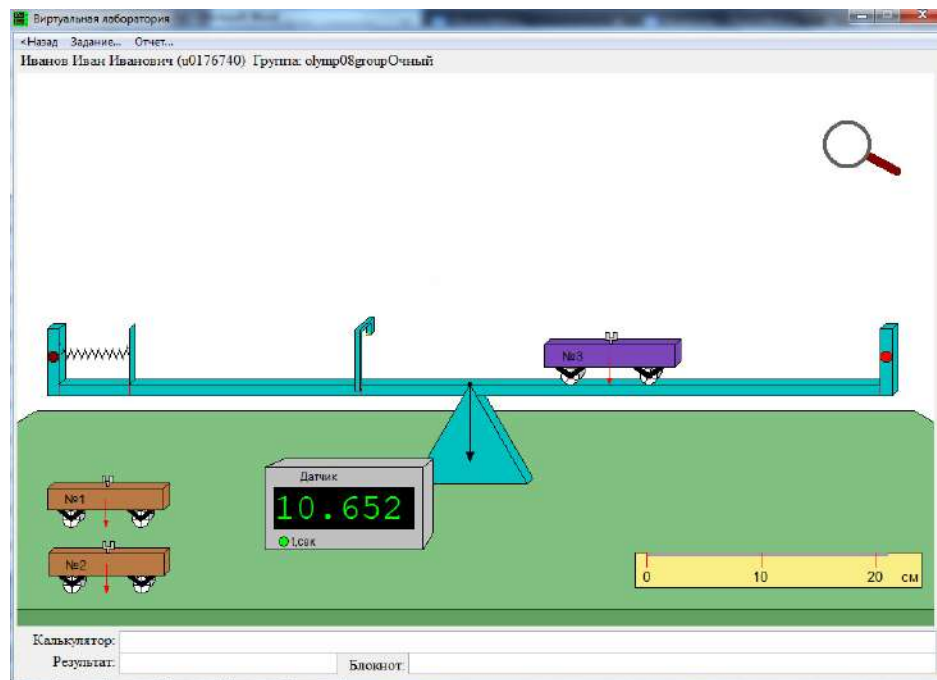 Виртуальная лаборатория
<Назад Задание... Отчет...
Иванов Иван Иванович (u0176740) Группа: olymp08groupОчный
№3
Датчик
10.652
t,сек
№1
№2
0 10 20 см
Калькулятор:
Результат: Блокнот: